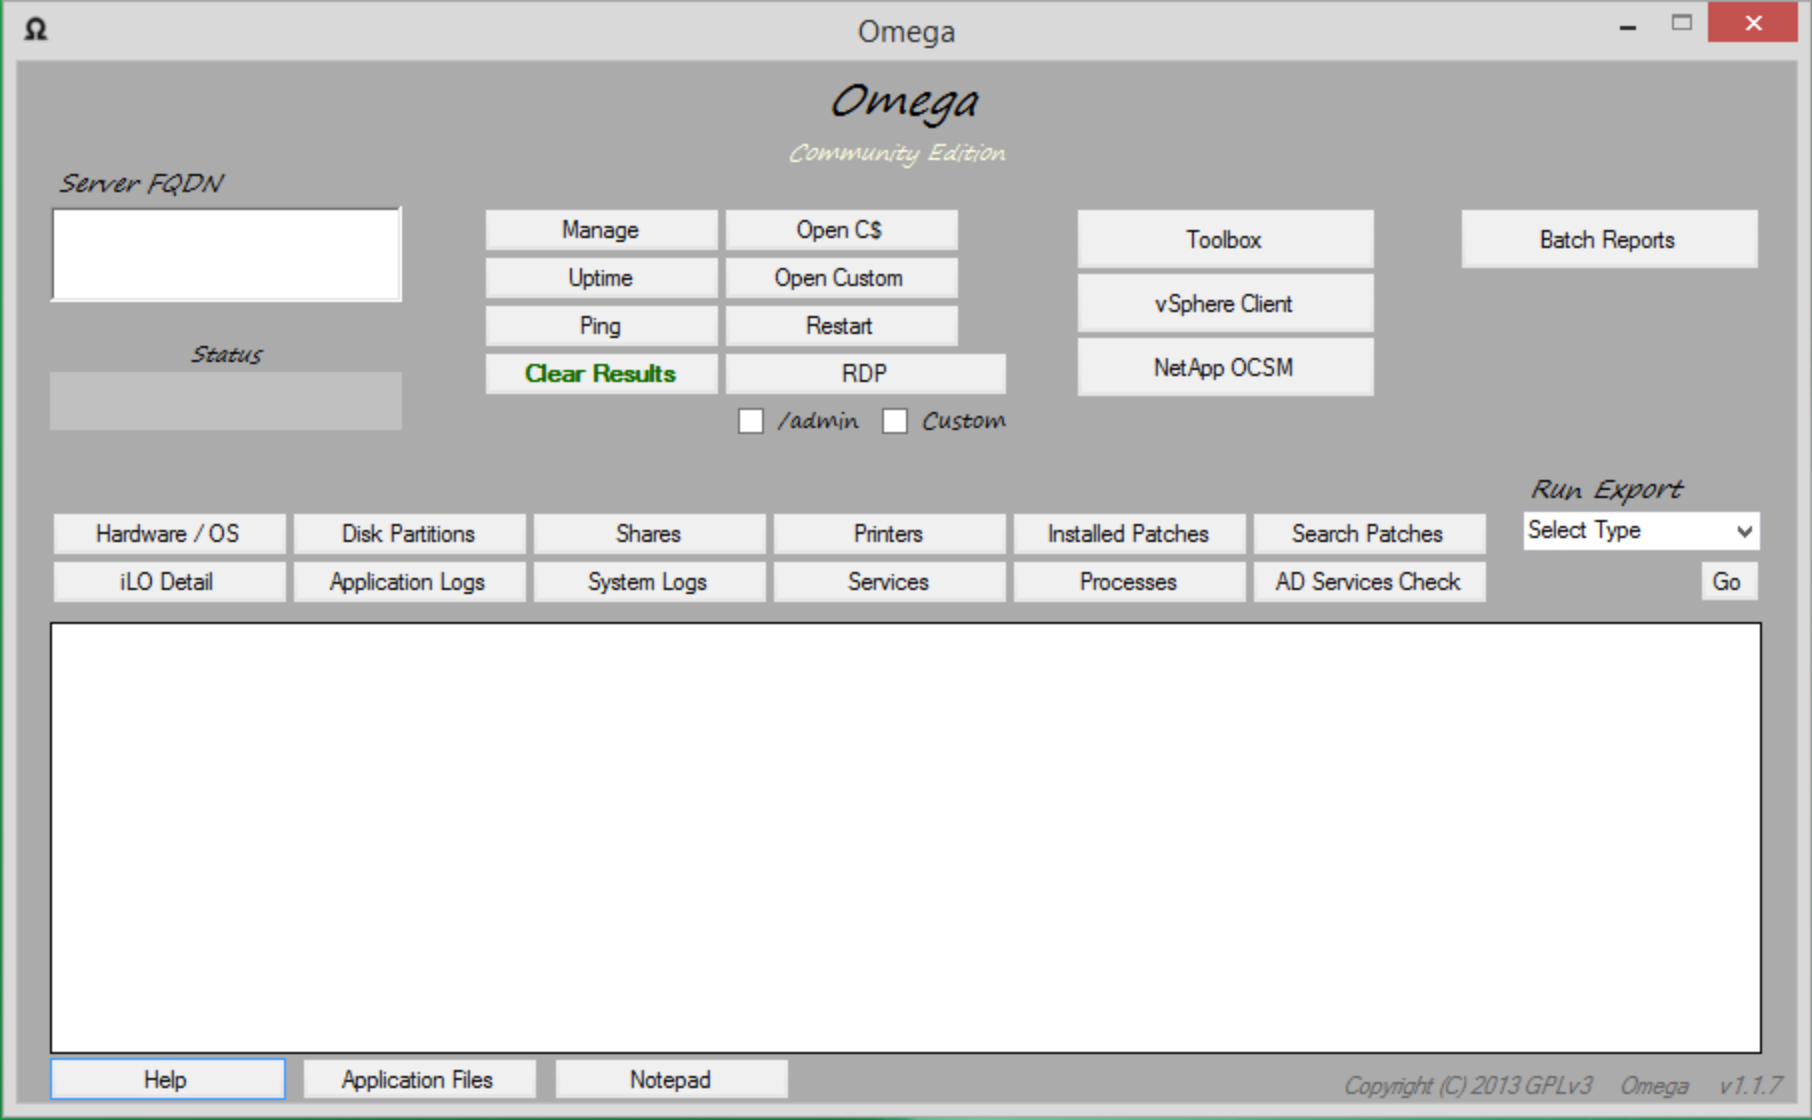 Ω Omega
Omega
Community Edition
Server FQDN
Manage Open C$ Toolbox Batch Reports
Uptime Open Custom
vSphere Client
Ping Restart
Status
NetApp OCSM
Clear Results RDP
/admin Custom
Run Export
Hardware / OS Disk Partitions Shares Printers Installed Patches Search Patches Select Type
iLO Detail Application Logs System Logs Services Processes AD Services Check Go
Help Application Files Notepad
Copyright (C) 2013 GPLv3 Omega v1.1.7